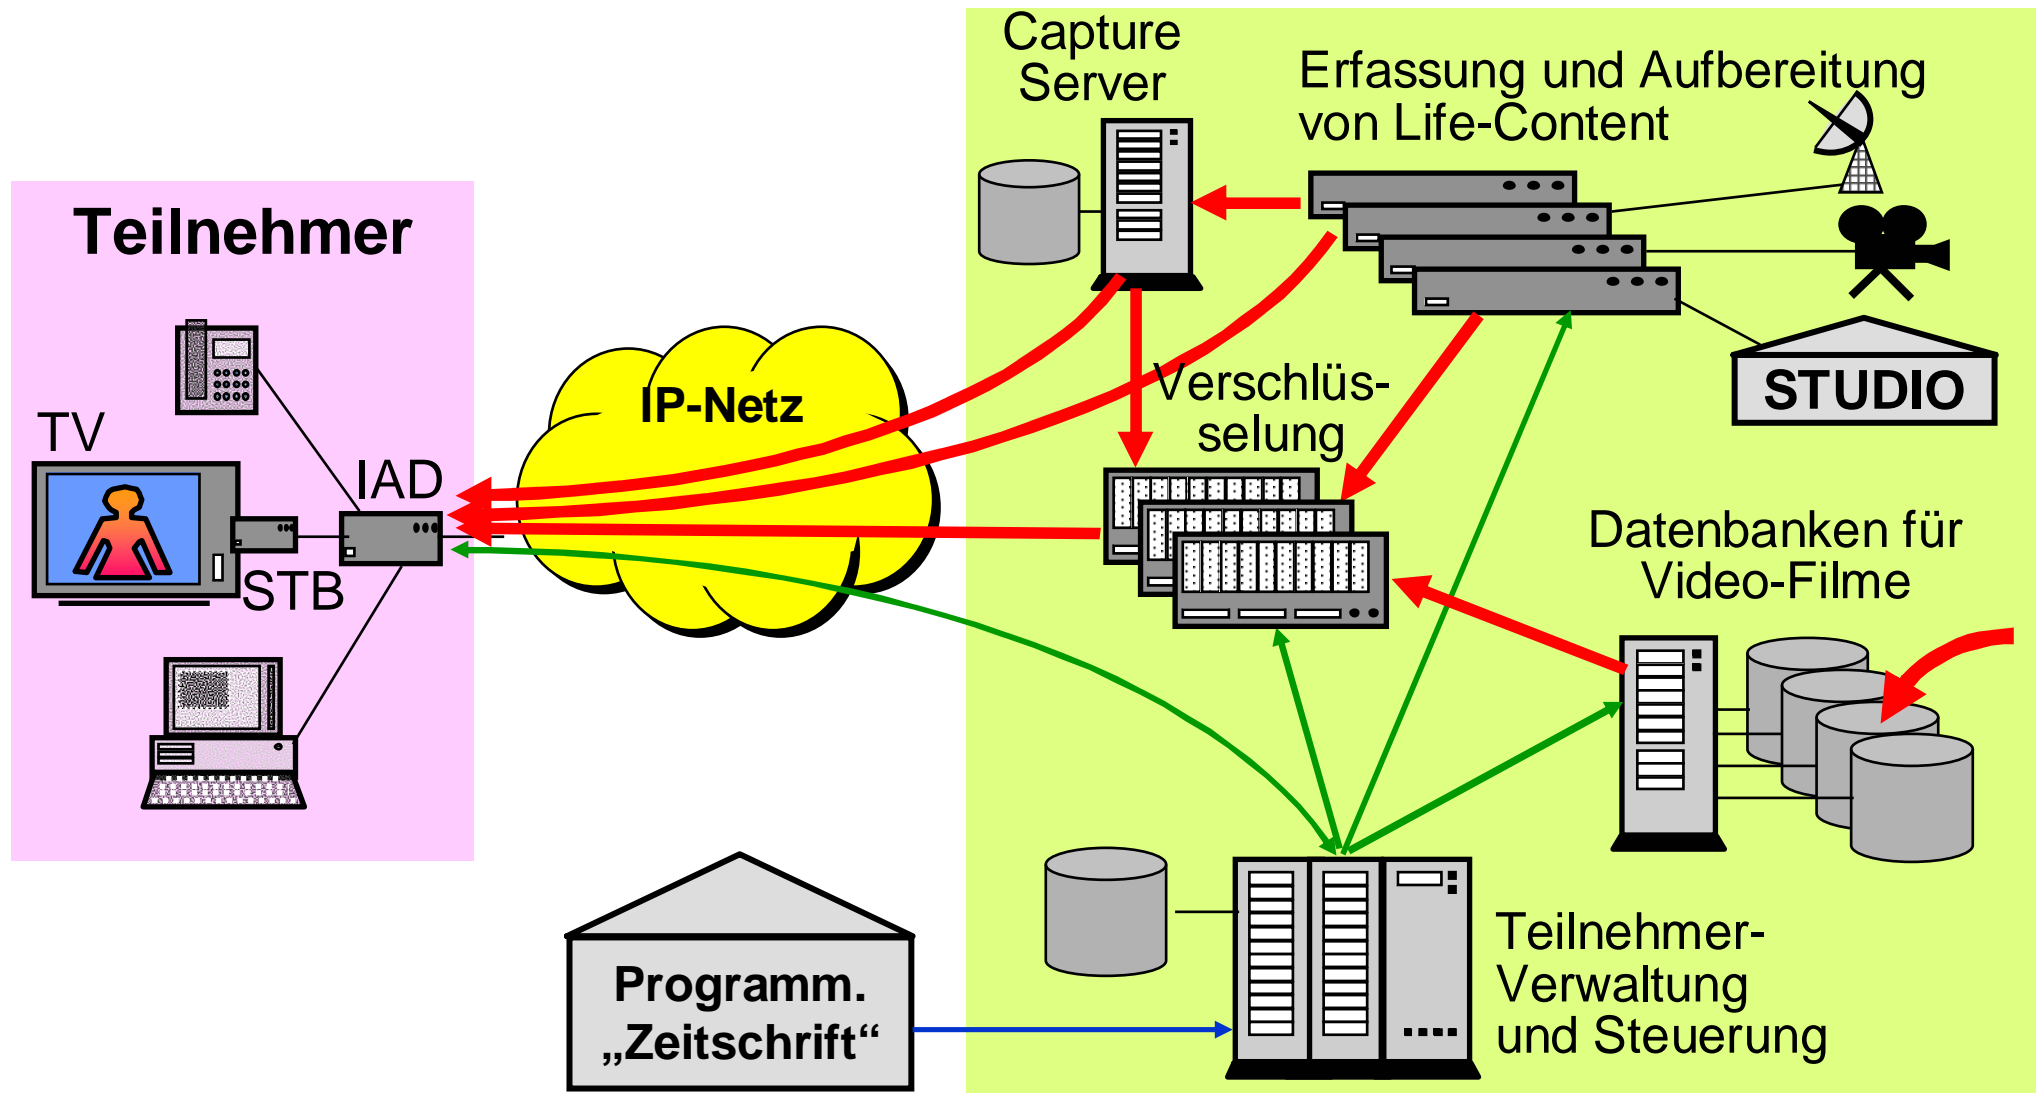 Capture
Server
Erfassung und Aufbereitung
von Life-Content
Teilnehmer
TV
IAD
STB
IP-Netz
Verschlüs-
selung
STUDIO
Datenbanken für
Video-Filme
Programm.
„Zeitschrift“
Teilnehmer-
Verwaltung
und Steuerung